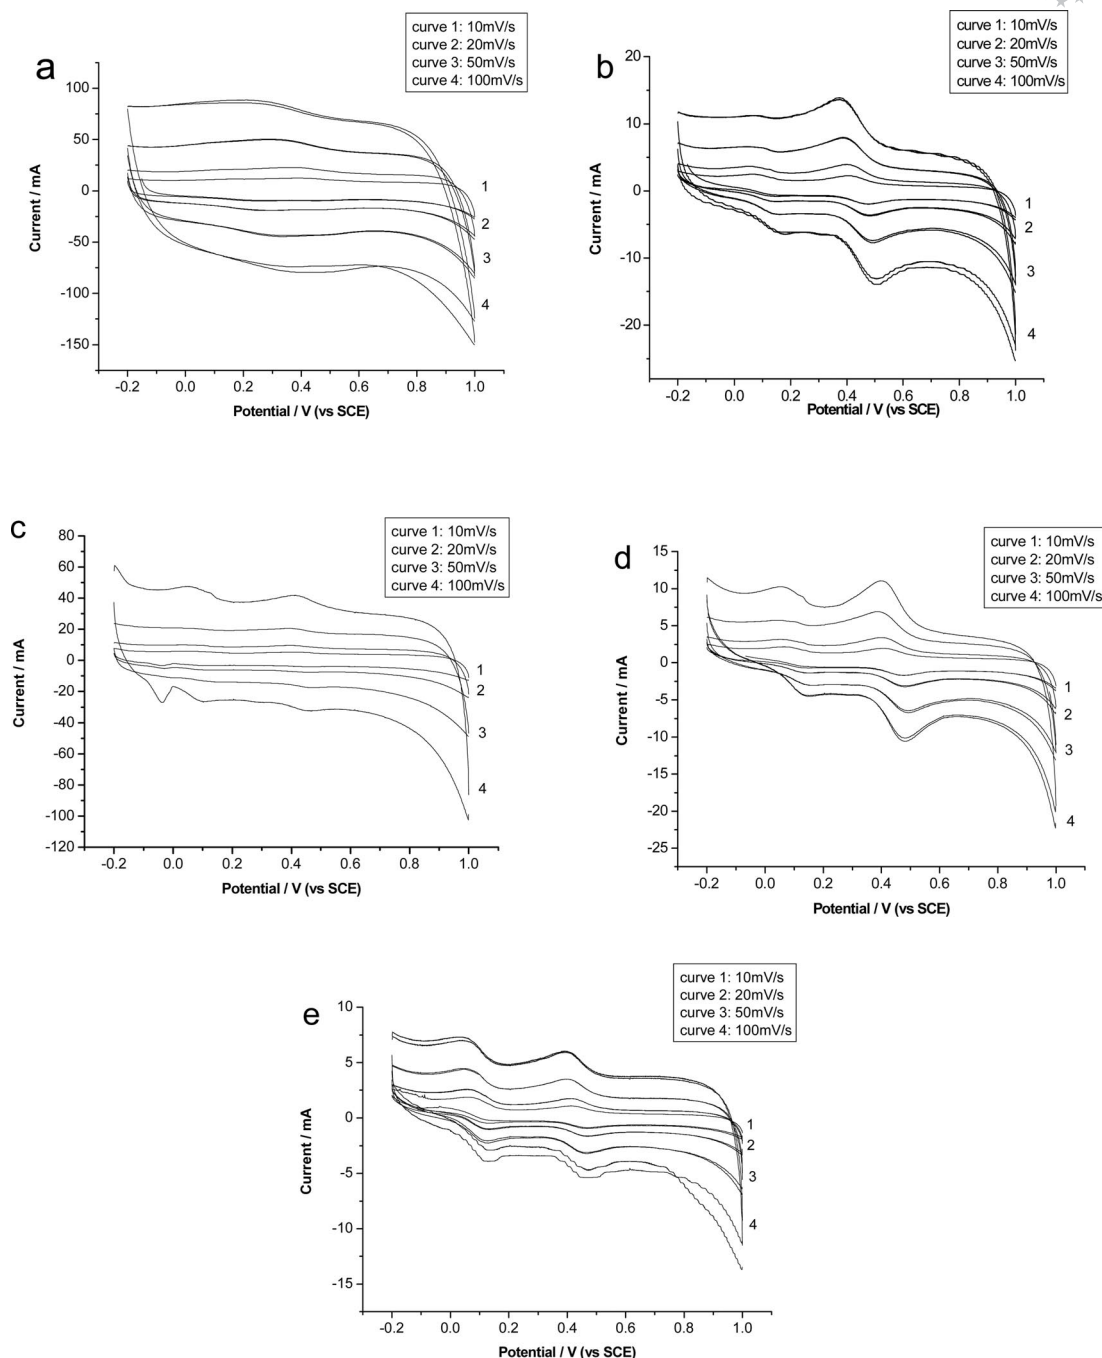 curve 1: 10mV/s
curve 2: 20mV/s
curve 3: 50mV/s
curve 4: 100mV/s
a
100
50
0
-50
-100
-150
Current / mA
1
2
3
4
-0.2 0.0 0.2 0.4 0.6 0.8 1.0
Potential / V (vs SCE)
curve 1: 10mV/s
curve 2: 20mV/s
curve 3: 50mV/s
curve 4: 100mV/s
b
20
10
0
-10
-20
Current / mA
1
2
3
4
-0.2 0.0 0.2 0.4 0.6 0.8 1.0
Potential / V (vs SCE)
curve 1: 10mV/s
curve 2: 20mV/s
curve 3: 50mV/s
curve 4: 100mV/s
c
80
60
40
20
0
-20
-40
-60
-80
-100
-120
Current / mA
1
2
3
4
-0.2 0.0 0.2 0.4 0.6 0.8 1.0
Potential / V (vs SCE)
curve 1: 10mV/s
curve 2: 20mV/s
curve 3: 50mV/s
curve 4: 100mV/s
d
15
10
5
0
-5
-10
-15
-20
-25
Current / mA
1
2
3
4
-0.2 0.0 0.2 0.4 0.6 0.8 1.0
Potential / V (vs SCE)
curve 1: 10mV/s
curve 2: 20mV/s
curve 3: 50mV/s
curve 4: 100mV/s
e
10
5
0
-5
-10
-15
Current / mA
1
2
3
4
-0.2 0.0 0.2 0.4 0.6 0.8 1.0
Potential / V (vs SCE)